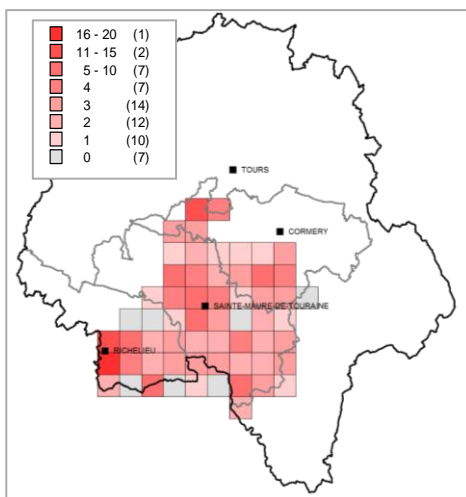 16 - 20 (1)
11 - 15 (2)
5 - 10 (7)
4 (7)
3 (14)
2 (12)
1 (10)
0 (7)
TOURS
CORMERY
SAINTE-MAURE-DE-TOURAINE
RICHELIEU